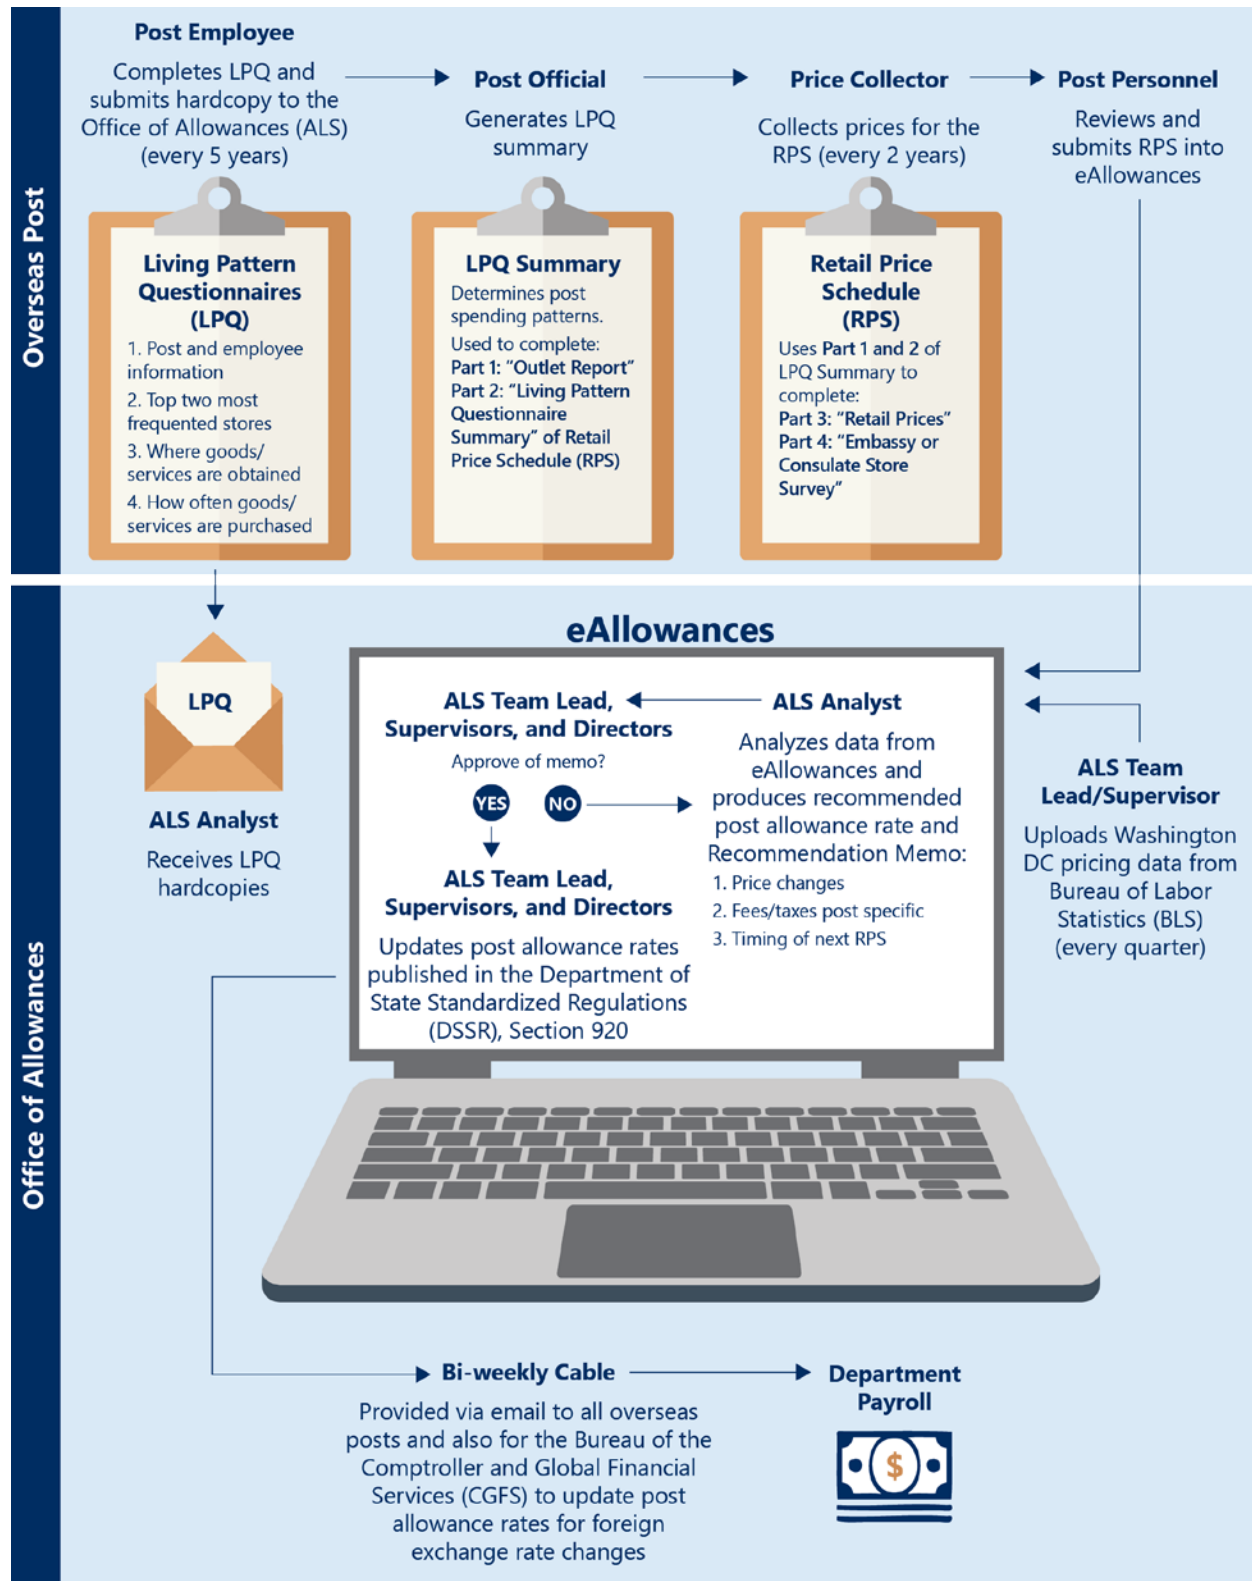 Overseas Post
Post Employee
Completes LPQ and
submits hardcopy to the
Office of Allowances (ALS)
(every 5 years)
Post Official
Generates LPQ
summary
Price Collector
Collects prices for the
RPS (every 2 years)
Post Personnel
Reviews and
submits RPS into
eAllowances
Living Pattern
Questionnaires
(LPQ)
1. Post and employee
information
2. Top two most
frequented stores
3. Where goods/
services are obtained
4. How often goods/
services are purchased
LPQ Summary
Determines post
spending patterns.
Used to complete:
Part 1: “Outlet Report”
Part 2: “Living Pattern
Questionnaire
Summary” of Retail
Price Schedule (RPS)
Retail Price
Schedule
(RPS)
Uses Part 1 and 2 of
LPQ Summary to
complete:
Part 3: “Retail Prices”
Part 4: “Embassy or
Consulate Store
Survey”
Office of Allowances
LPQ
ALS Analyst
Receives LPQ
hardcopies
eAllowances
ALS Team Lead,
Supervisors, and Directors
Approve of memo?
YES
NO
ALS Team Lead,
Supervisors, and Directors
Updates post allowance rates
published in the Department of
State Standardized Regulations
(DSSR), Section 920
ALS Analyst
Analyzes data from
eAllowances and
produces recommended
post allowance rate and
Recommendation Memo:
1. Price changes
2. Fees/taxes post specific
3. Timing of next RPS
ALS Team
Lead/Supervisor
Uploads Washington
DC pricing data from
Bureau of Labor
Statistics (BLS)
(every quarter)
Bi-weekly Cable
Provided via email to all overseas
posts and also for the Bureau of the
Comptroller and Global Financial
Services (CGFS) to update post
allowance rates for foreign
exchange rate changes
Department
Payroll
$